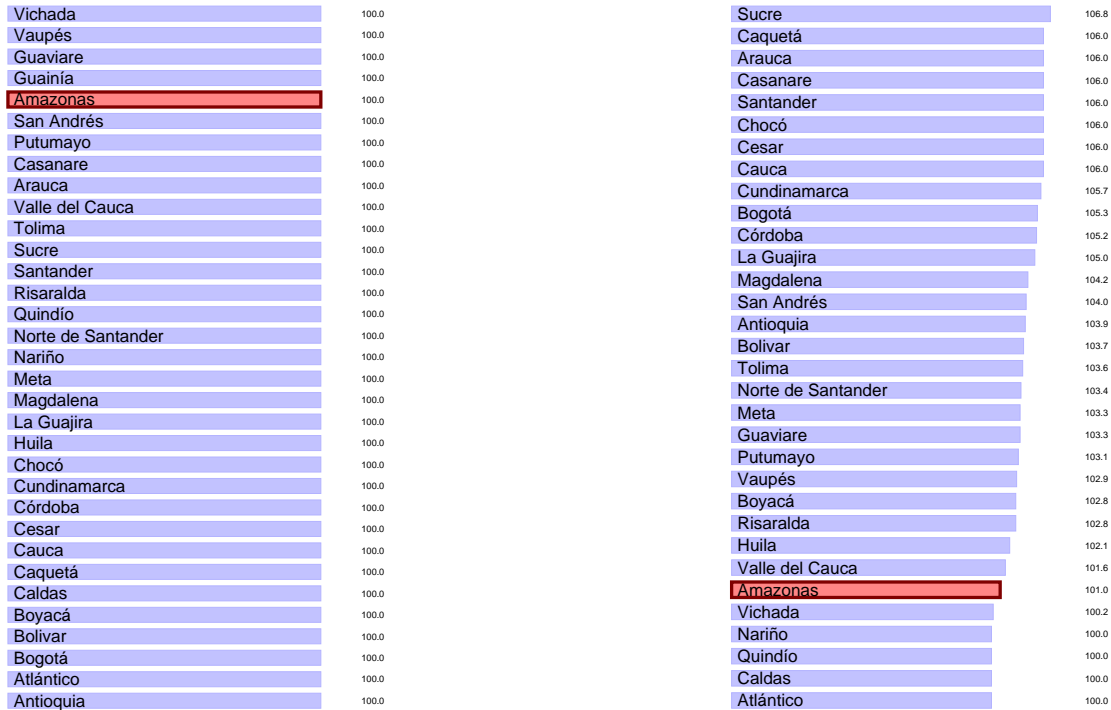 Vichada 100.0
Vaupés 100.0
Guaviare 100.0
Guainía 100.0
Amazonas 100.0
San Andrés 100.0
Putumayo 100.0
Casanare 100.0
Arauca 100.0
Valle del Cauca 100.0
Tolima 100.0
Sucre 100.0
Santander 100.0
Risaralda 100.0
Quindío 100.0
Norte de Santander 100.0
Nariño 100.0
Meta 100.0
Magdalena 100.0
La Guajira 100.0
Huila 100.0
Chocó 100.0
Cundinamarca 100.0
Córdoba 100.0
Cesar 100.0
Cauca 100.0
Caquetá 100.0
Caldas 100.0
Boyacá 100.0
Bolivar 100.0
Bogotá 100.0
Atlántico 100.0
Antioquia 100.0
Sucre 106.8
Caquetá 106.0
Arauca 106.0
Casanare 106.0
Santander 106.0
Chocó 106.0
Cesar 106.0
Cauca 106.0
Cundinamarca 105.7
Bogotá 105.3
Córdoba 105.2
La Guajira 105.0
Magdalena 104.2
San Andrés 104.0
Antioquia 103.9
Bolivar 103.7
Tolima 103.6
Norte de Santander 103.4
Meta 103.3
Guaviare 103.3
Putumayo 103.1
Vaupés 102.9
Boyacá 102.8
Risaralda 102.8
Huila 102.1
Valle del Cauca 101.6
Amazonas 101.0
Vichada 100.2
Nariño 100.0
Quindío 100.0
Caldas 100.0
Atlántico 100.0